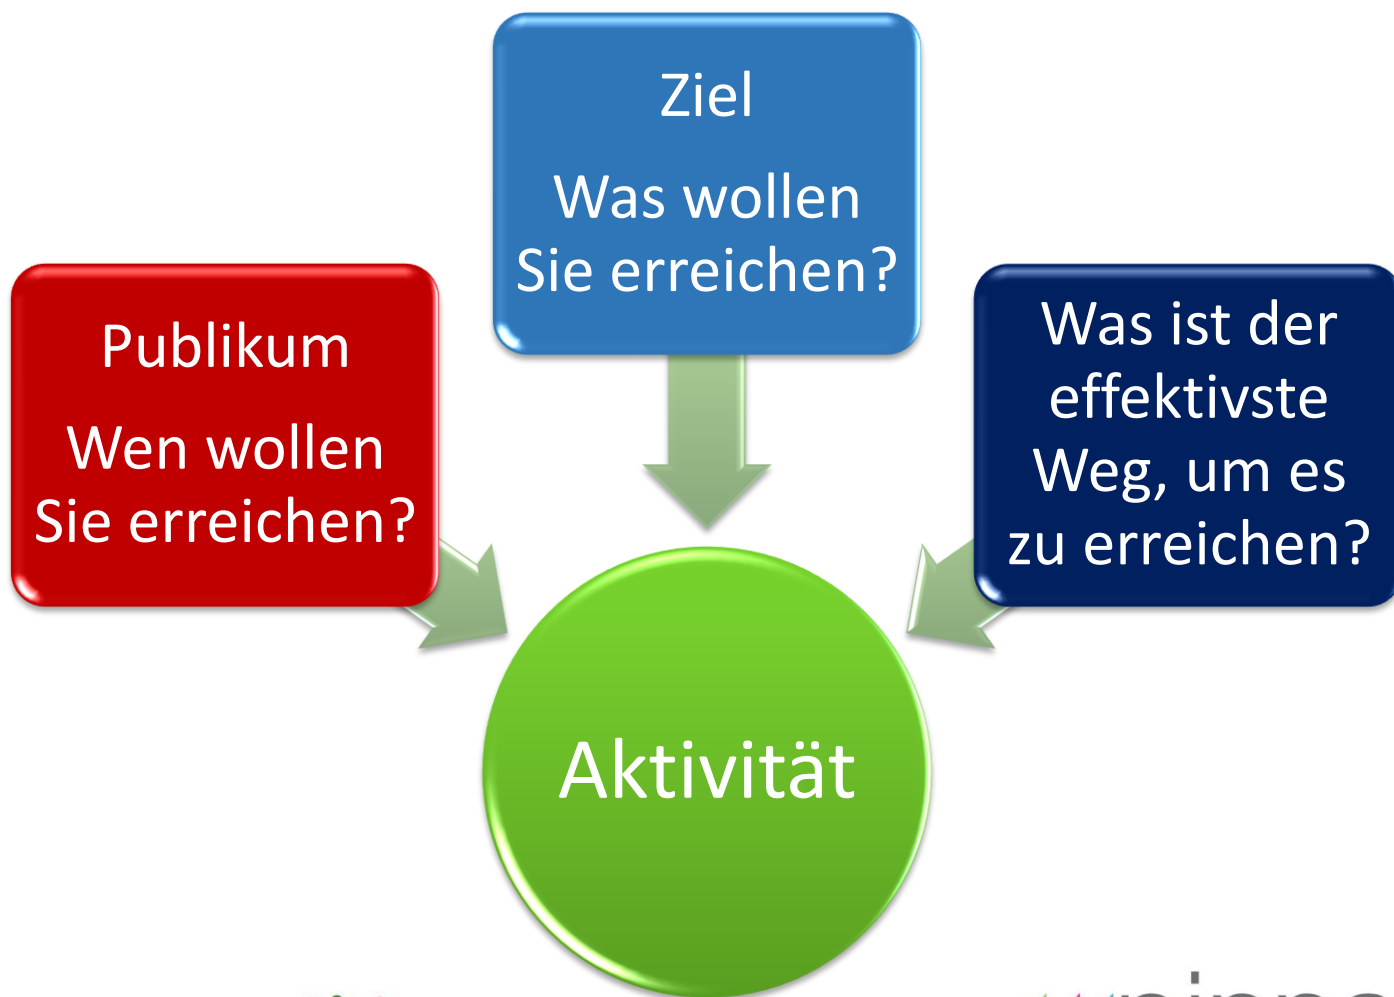 Ziel
Was wollen
Sie erreichen?
Publikum
Wen wollen
Sie erreichen?
Was ist der
effektivste
Weg, um es
zu erreichen?
Aktivität